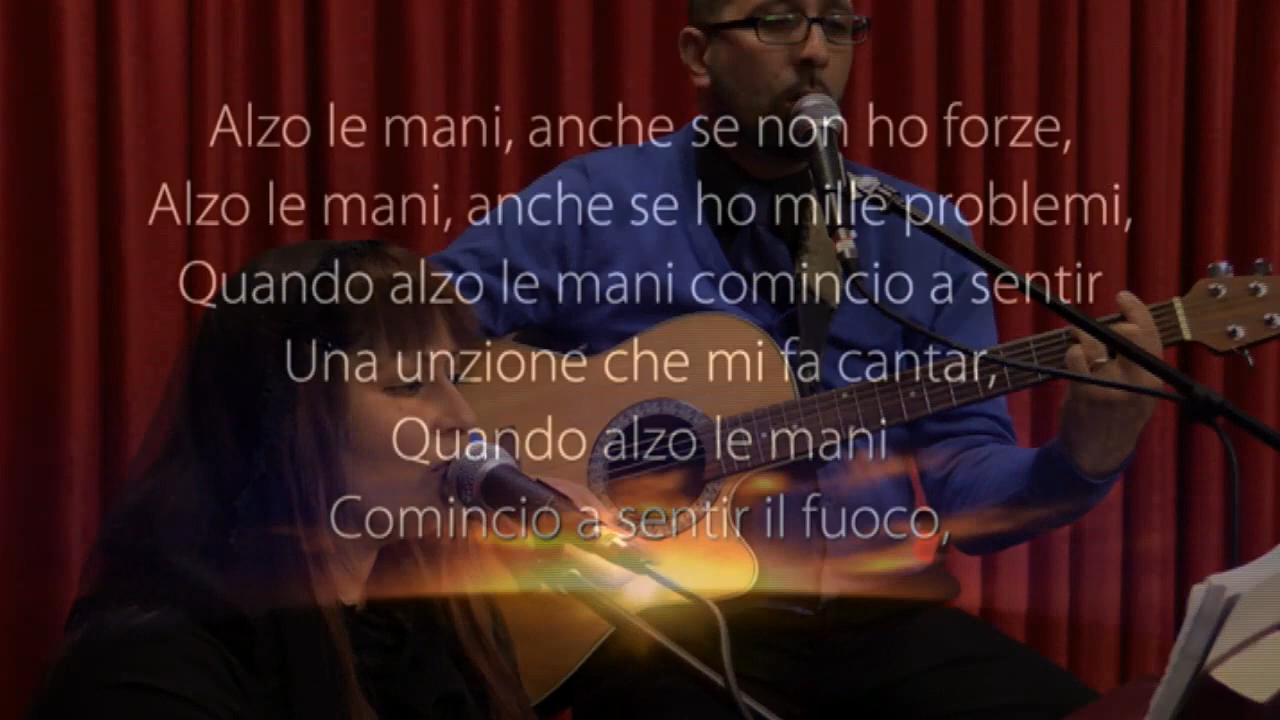 Alzo le mani, anche se non ho forze,
Alzo le mani, anche se ho mille problemi,
Quando alzo le mani comincio a sentir
Una unzione che mi fa cantar,
Quando alzo le mani
Comincio a sentir il fuoco,